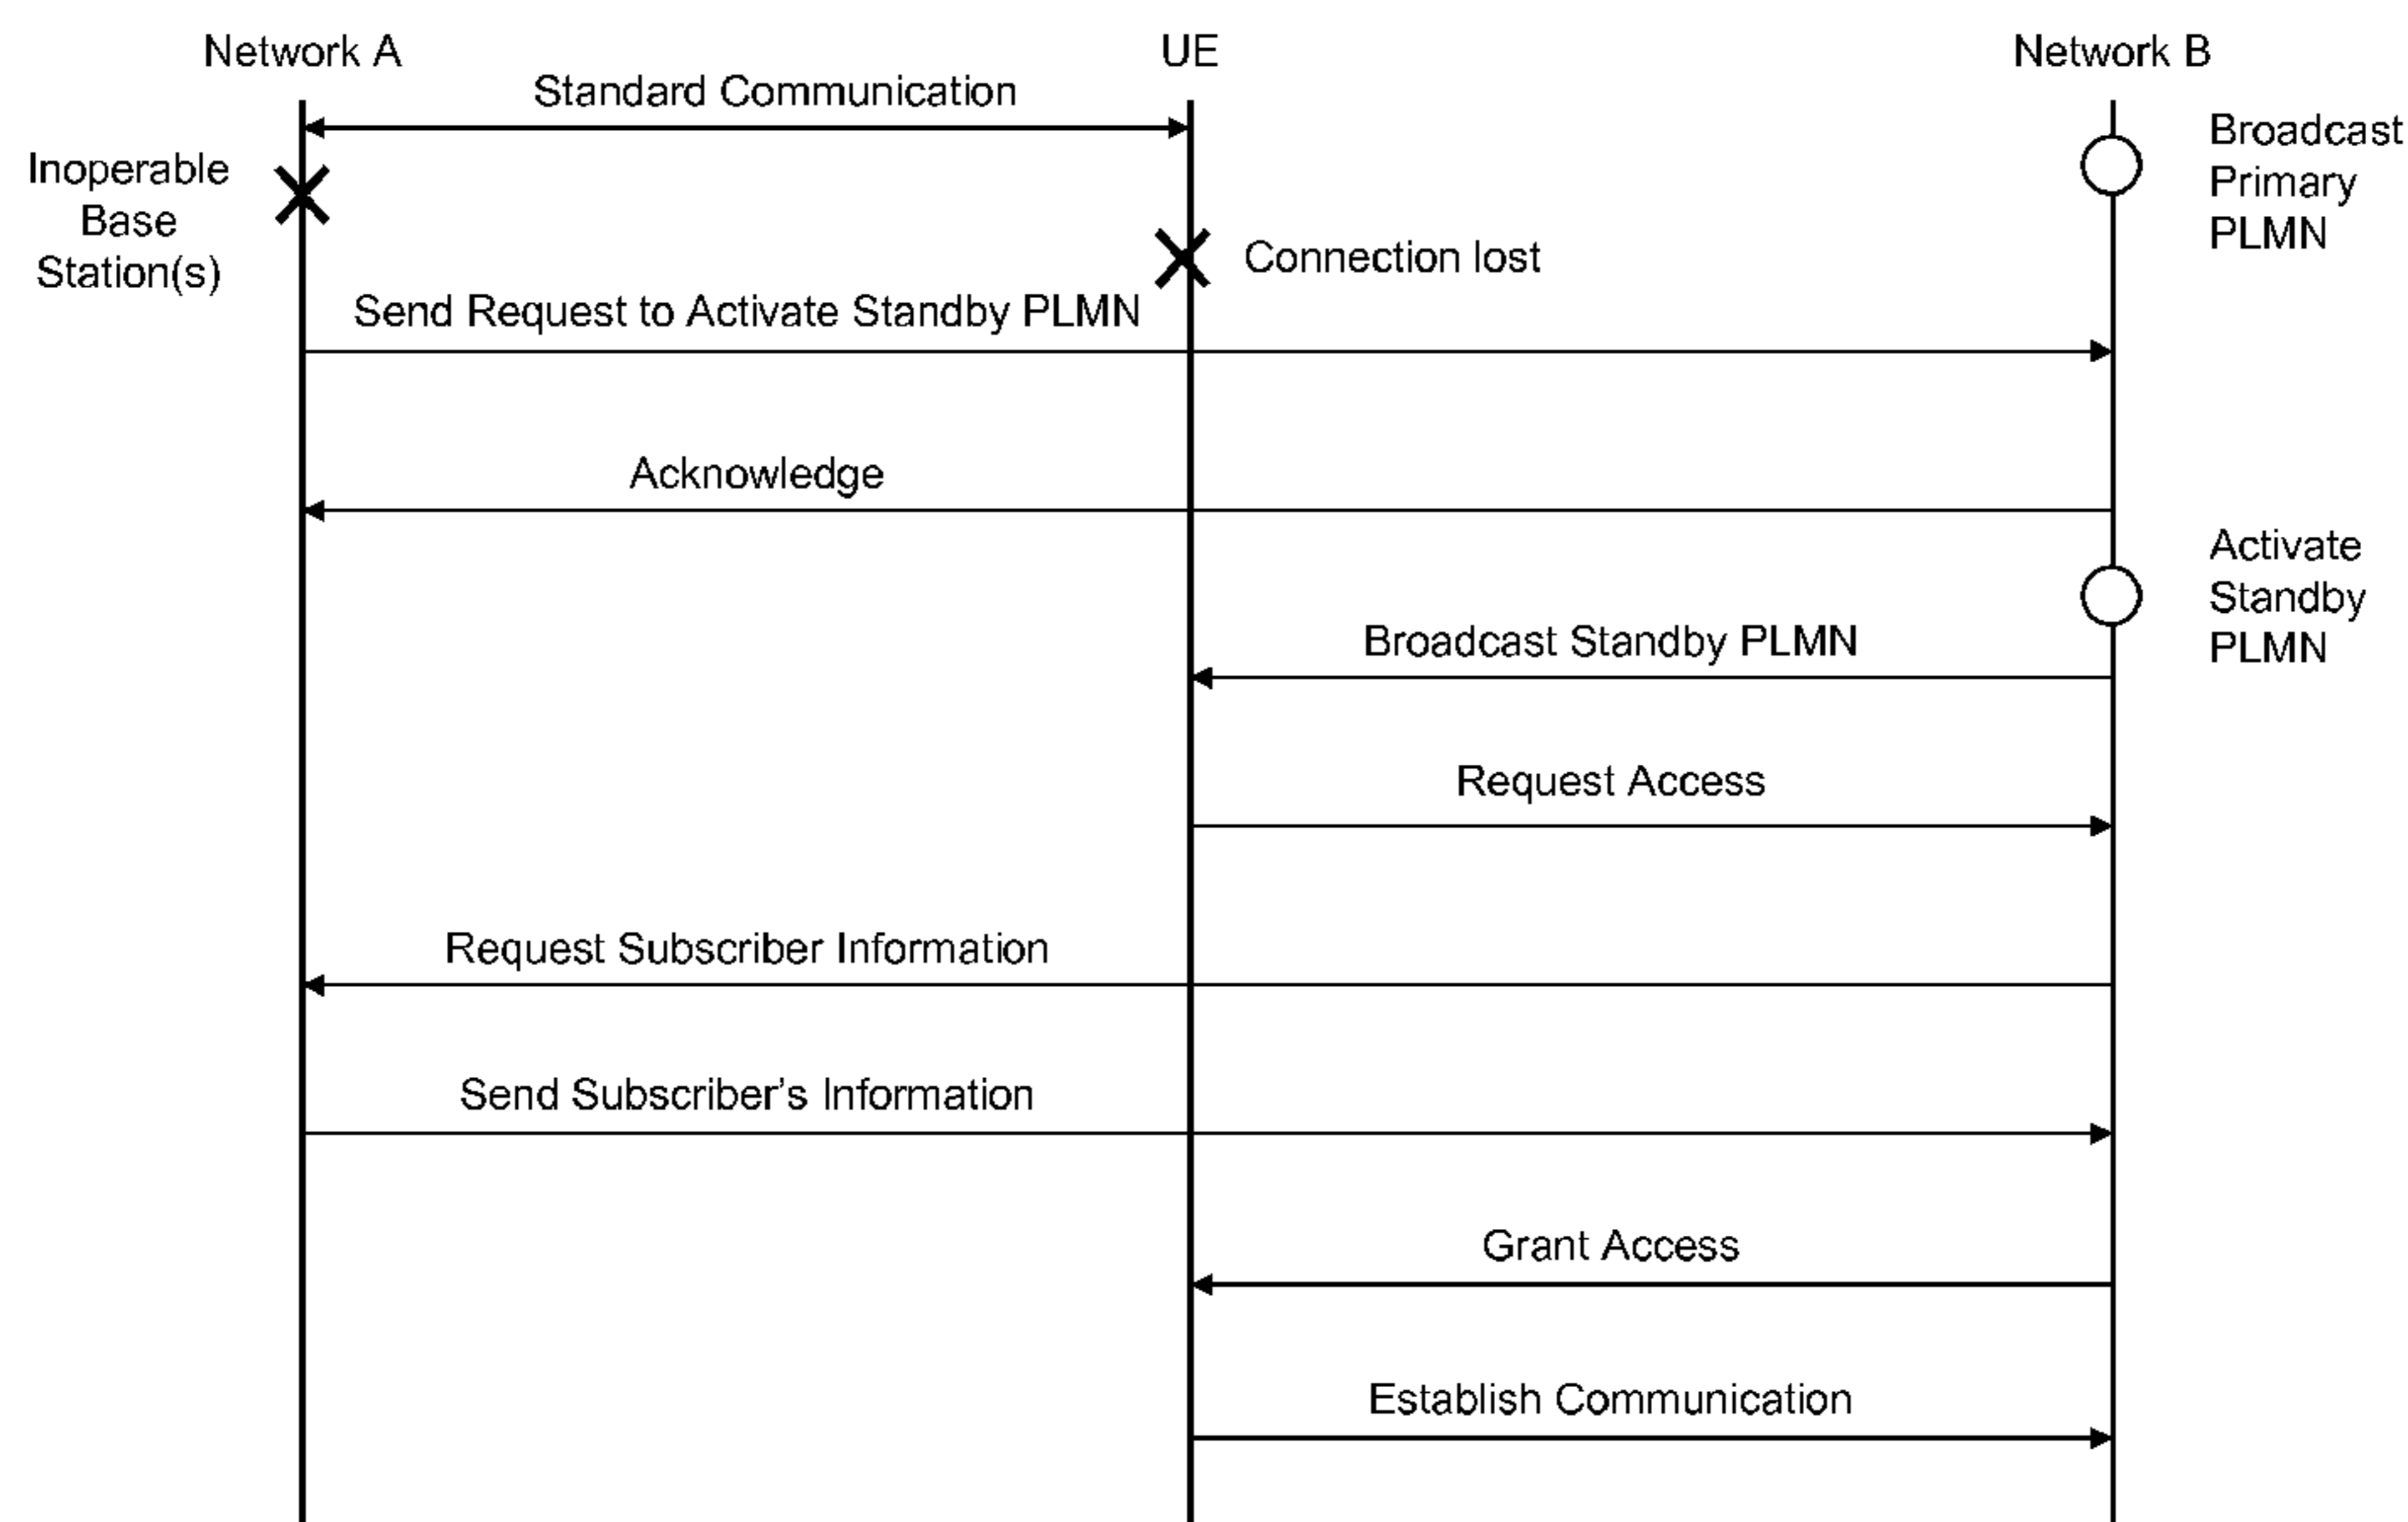 Network A
UE
Network B
Standard Communication
Broadcast
Primary
PLMN
Inoperable
Base
Station(s)
Connection lost
Send Request to Activate Standby PLMN
Acknowledge
Activate
Standby
PLMN
Broadcast Standby PLMN
Request Access
Request Subscriber Information
Send Subscriber's Information
Grant Access
Establish Communication